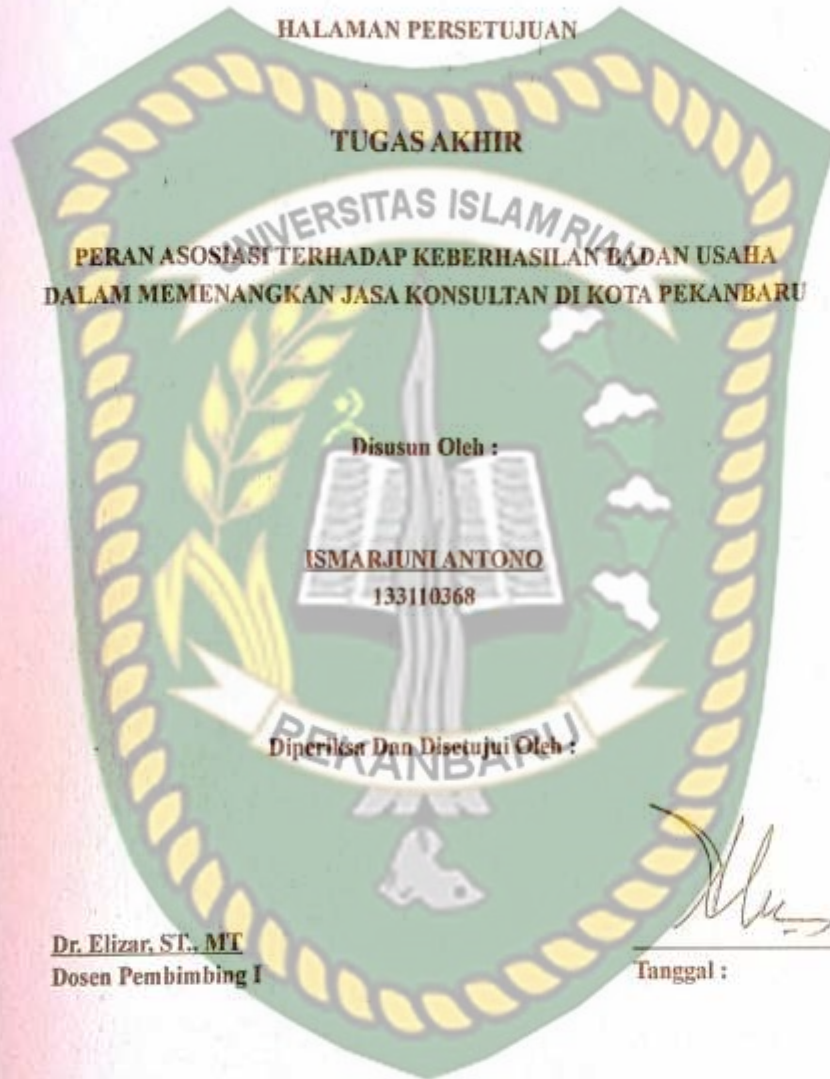 HALAMAN PERSETUJUAN
TUGAS AKHIR
UNIVERSITAS ISLAM RIAU
PERAN ASOSIASI TERHADAP KEBERHASILAN BADAN USAHA
DALAM MEMENANGKAN JASA KONSULTAN DI KOTA PEKANBARU
Disusun Oleh :
ISMARJUNI ANTONO
133110368
PEKANBARU
Diperiksa Dan Disetujui Oleh :
Dr. Elizar, ST., MT
Dosen Pembimbing I
Tanggal :